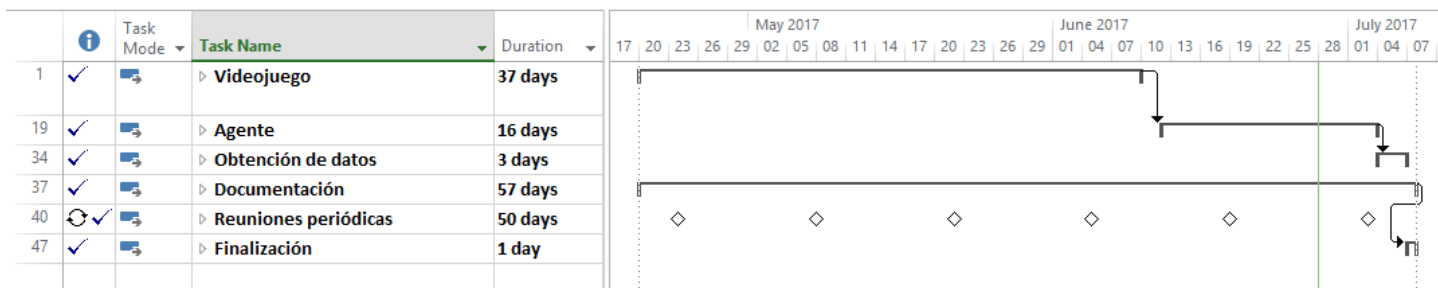 Task Mode Task Name Duration
May 2017 June 2017 July 2017
17 20 23 26 29 02 05 08 11 14 17 20 23 26 29 01 04 07 10 13 16 19 22 25 28 01 04 07
1 Videojuego 37 days
19 Agente 16 days
34 Obtención de datos 3 days
37 Documentación 57 days
40 Reuniones periódicas 50 days
47 Finalización 1 day